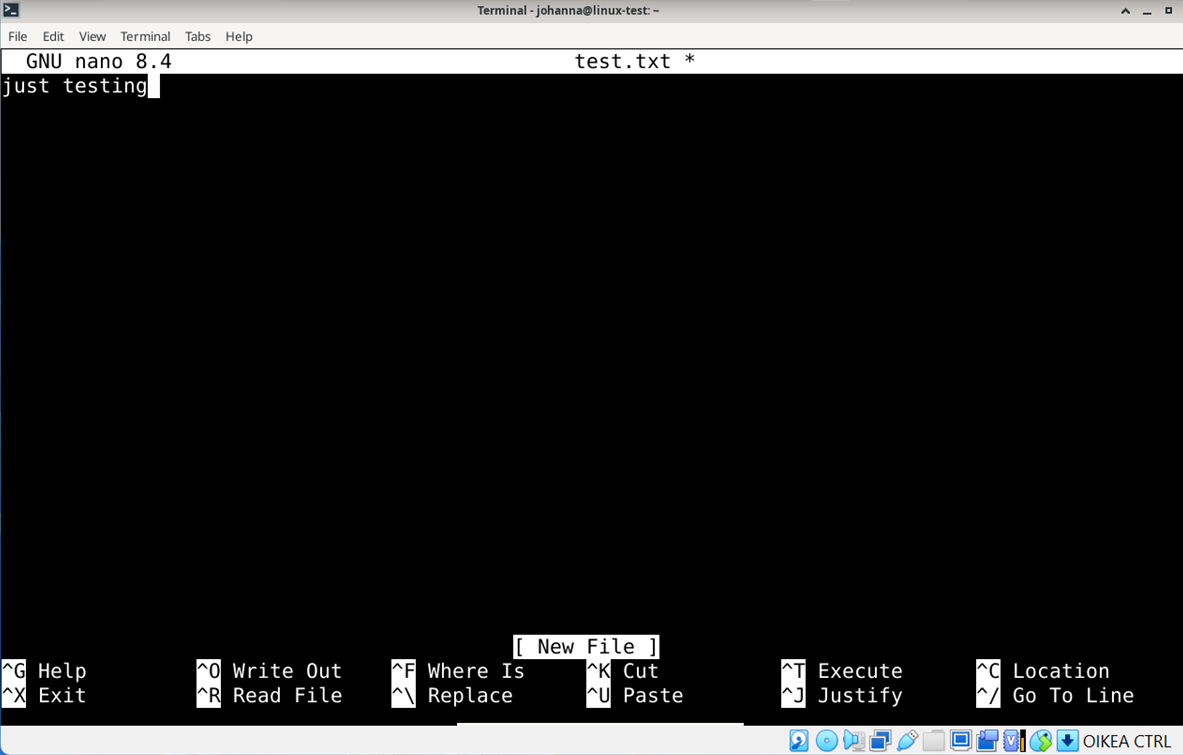 Terminal - johanna@linux-test: ~
File Edit View Terminal Tabs Help
GNU nano 8.4 test.txt *
just testing
[ New File ]
^G Help ^O Write Out ^F Where Is ^K Cut ^T Execute ^C Location
^X Exit ^R Read File ^\ Replace ^U Paste ^J Justify ^/ Go To Line
OIKEA CTRL